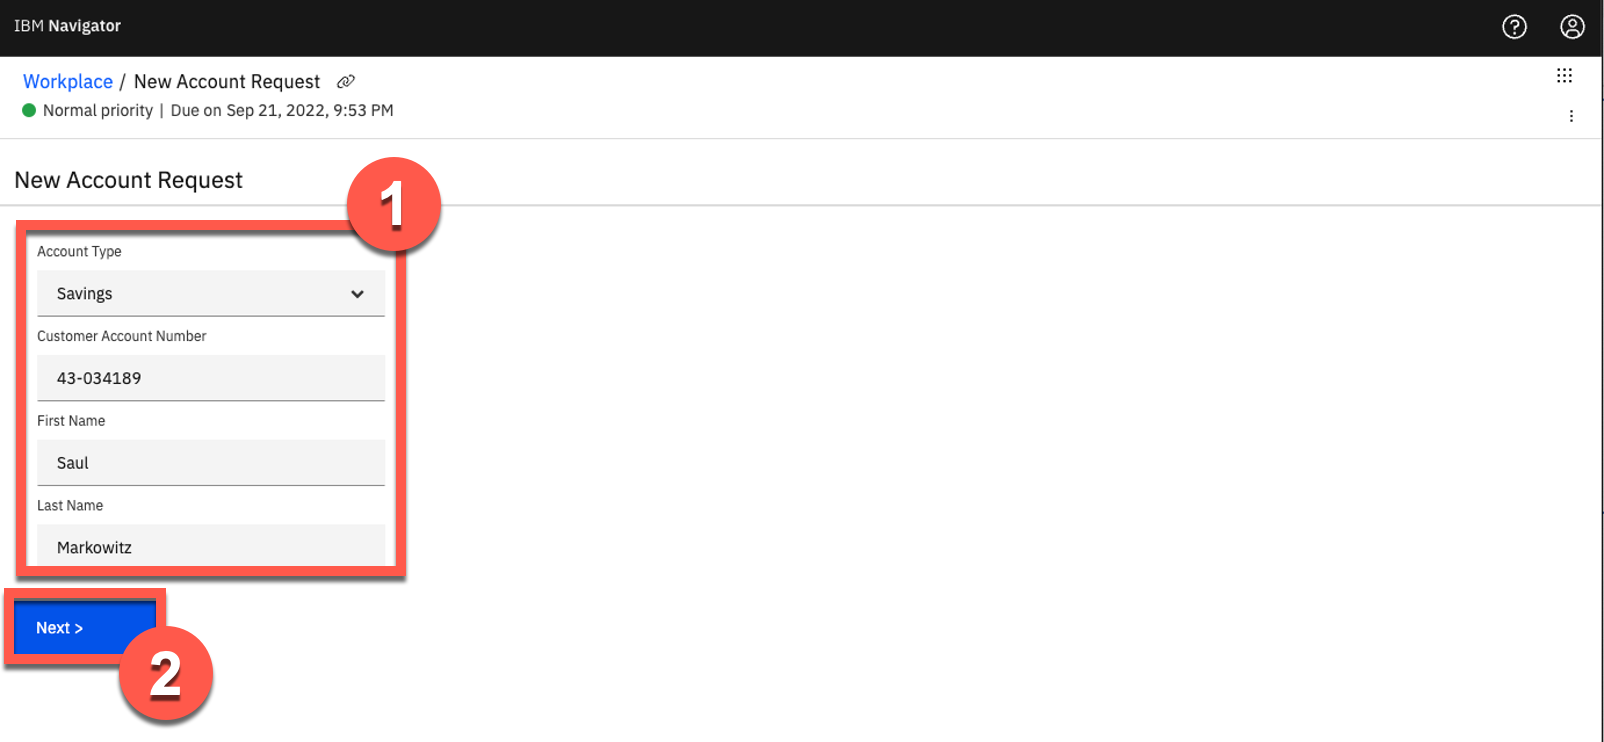 IBM Navigator
Workplace / New Account Request
Normal priority | Due on Sep 21, 2022, 9:53 PM
New Account Request
1
Account Type
Savings
Customer Account Number
43-034189
First Name
Saul
Last Name
Markowitz
Next >
2